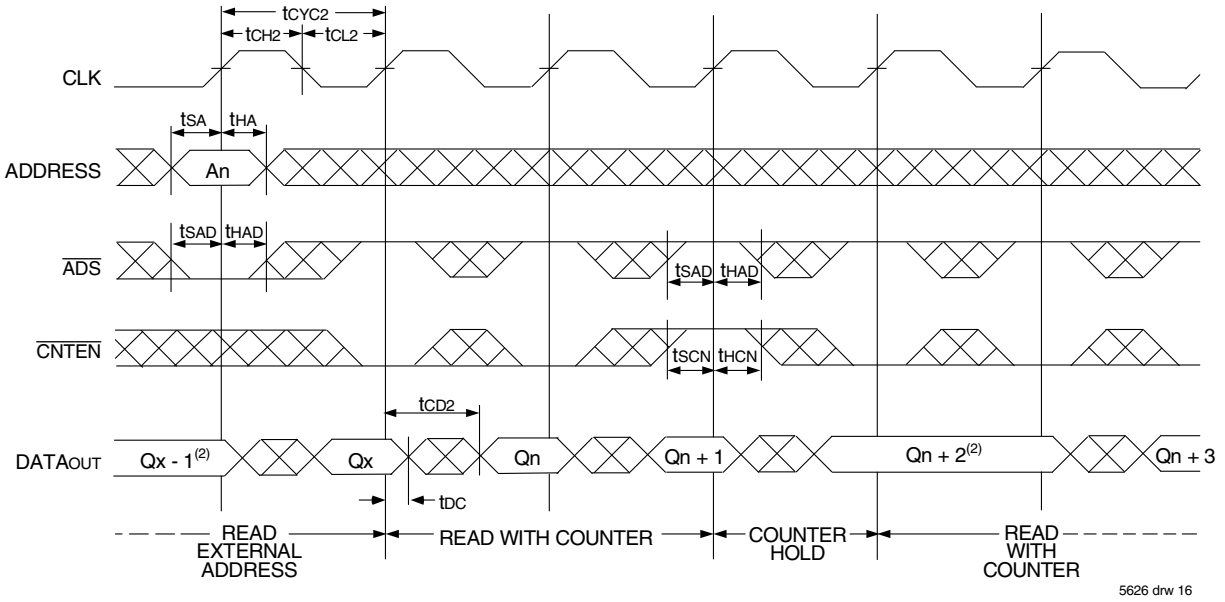 tCYC2
tCH2 tCL2
CLK
tSA tHA
ADDRESS An
tSAD tHAD
ADS
tSAD tHAD
CNTEN
tSCN tHCN
tCD2
DATAOUT Qx - 1(2) Qx Qn Qn + 1 Qn + 2(2) Qn + 3
tDC
READ EXTERNAL ADDRESS
READ WITH COUNTER
COUNTER HOLD
READ WITH COUNTER
5626 drw 16